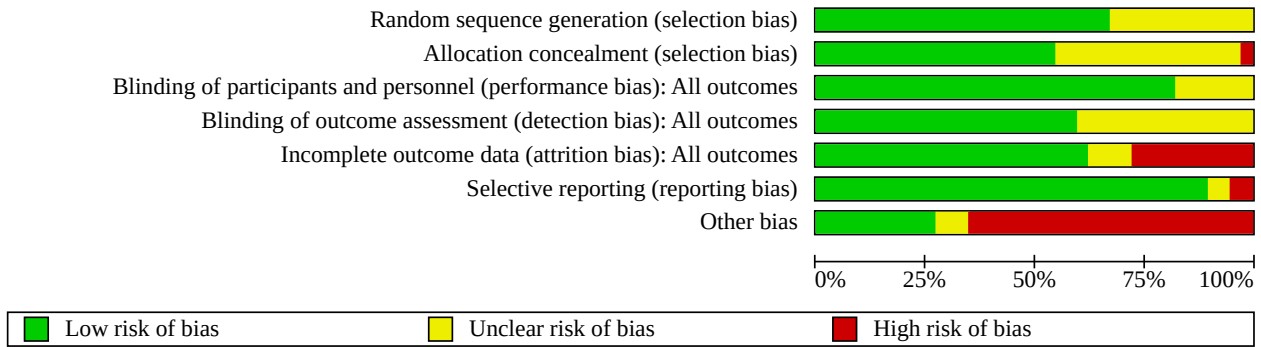 Random sequence generation (selection bias)
Allocation concealment (selection bias)
Blinding of participants and personnel (performance bias): All outcomes
Blinding of outcome assessment (detection bias): All outcomes
Incomplete outcome data (attrition bias): All outcomes
Selective reporting (reporting bias)
Other bias
0% 25% 50% 75% 100%
Low risk of bias Unclear risk of bias High risk of bias